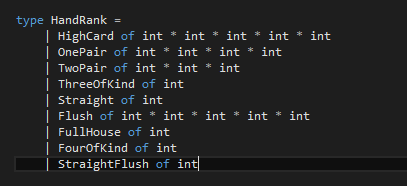 type HandRank =
| HighCard of int * int * int * int * int
| OnePair of int * int * int * int
| TwoPair of int * int * int
| ThreeOfKind of int
| Straight of int
| Flush of int * int * int * int * int
| FullHouse of int
| FourOfKind of int
| StraightFlush of int